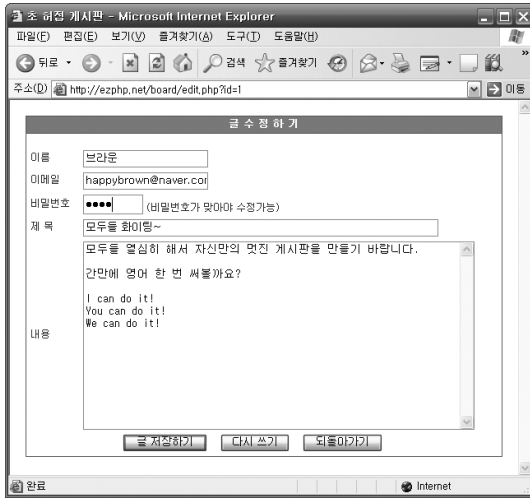 초 허접 게시판 - Microsoft Internet Explorer
파일(F) 편집(E) 보기(V) 즐겨찾기(A) 도구(T) 도움말(H)
뒤로 검색 즐겨찾기 »
주소(D) http://ezphp.net/board/edit.php?id=1 이동
글 수 정 하 기
이름 브라운
이메일 happybrown@naver.cor
비밀번호 •••• (비밀번호가 맞아야 수정가능)
제 목 모두들 화이팅~
모두들 열심히 해서 자신만의 멋진 게시판을 만들기 바랍니다.
간만에 영어 한 번 써볼까요?
I can do it!
You can do it!
We can do it!
내용
글 저장하기 다시 쓰기 되돌아가기
완료 Internet